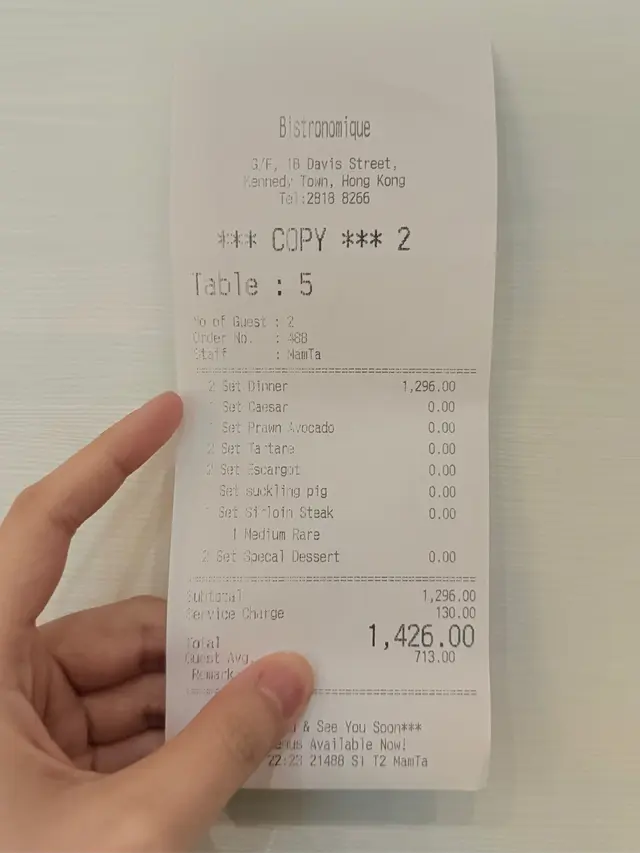 Bistronomique
G/F, 1B Davis Street,
Kennedy Town, Hong Kong
Tel:2818 8266
*** COPY *** 2
Table : 5
No of Guest : 2
Order No. : 488
Staff : MamTa
2 Set Dinner 1,296.00
1 Set Caesar 0.00
1 Set Prawn Avocado 0.00
2 Set Tartare 0.00
2 Set Escargot 0.00
Set suckling pig 0.00
1 Set Sirloin Steak 0.00
1 Medium Rare
2 Set Specal Dessert 0.00
Subtotal 1,296.00
Service Charge 130.00
Total 1,426.00
Guest Avg. 713.00
Remark
& See You Soon***
Available Now!
22:23 21488 S1 T2 MamTa